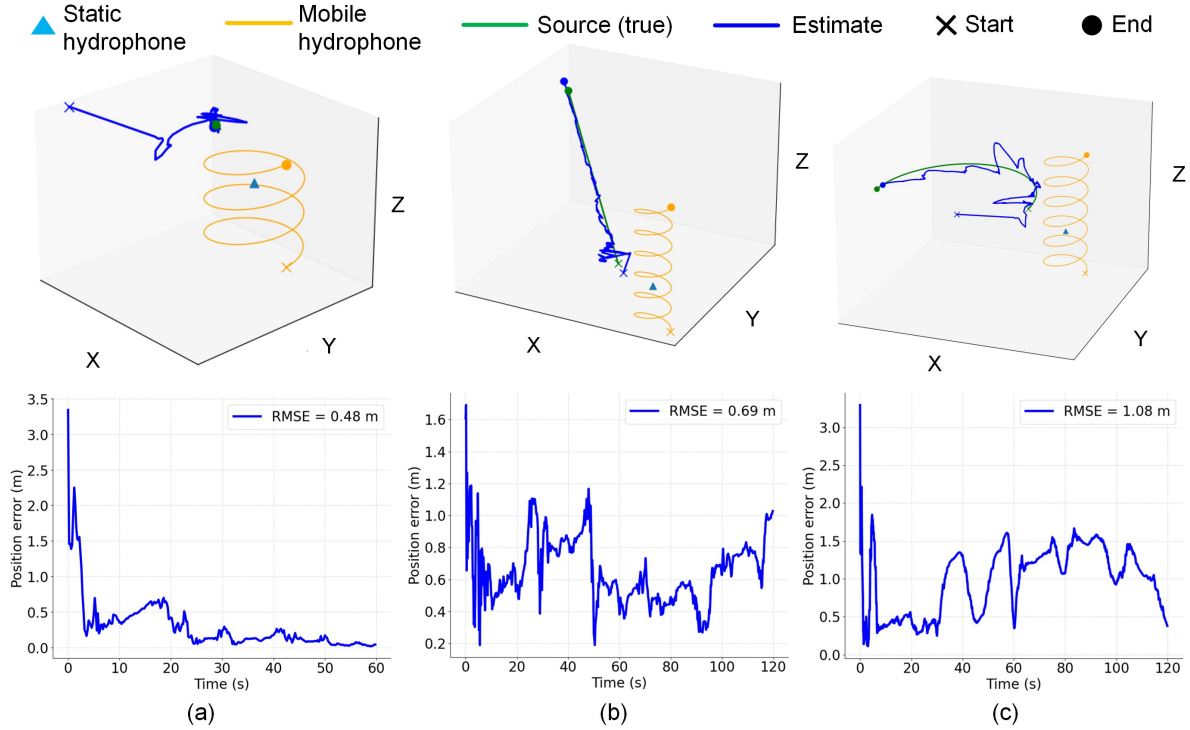 Static hydrophone
Mobile hydrophone
Source (true)
Estimate
Start
End
Z
X
Y
Z
X
Y
Z
X
Y
3.5
3.0
2.5
2.0
1.5
1.0
0.5
0.0
Position error (m)
RMSE = 0.48 m
0 10 20 30 40 50 60
Time (s)
(a)
1.6
1.4
1.2
1.0
0.8
0.6
0.4
0.2
Position error (m)
RMSE = 0.69 m
0 20 40 60 80 100 120
Time (s)
(b)
3.0
2.5
2.0
1.5
1.0
0.5
0.0
Position error (m)
RMSE = 1.08 m
0 20 40 60 80 100 120
Time (s)
(c)